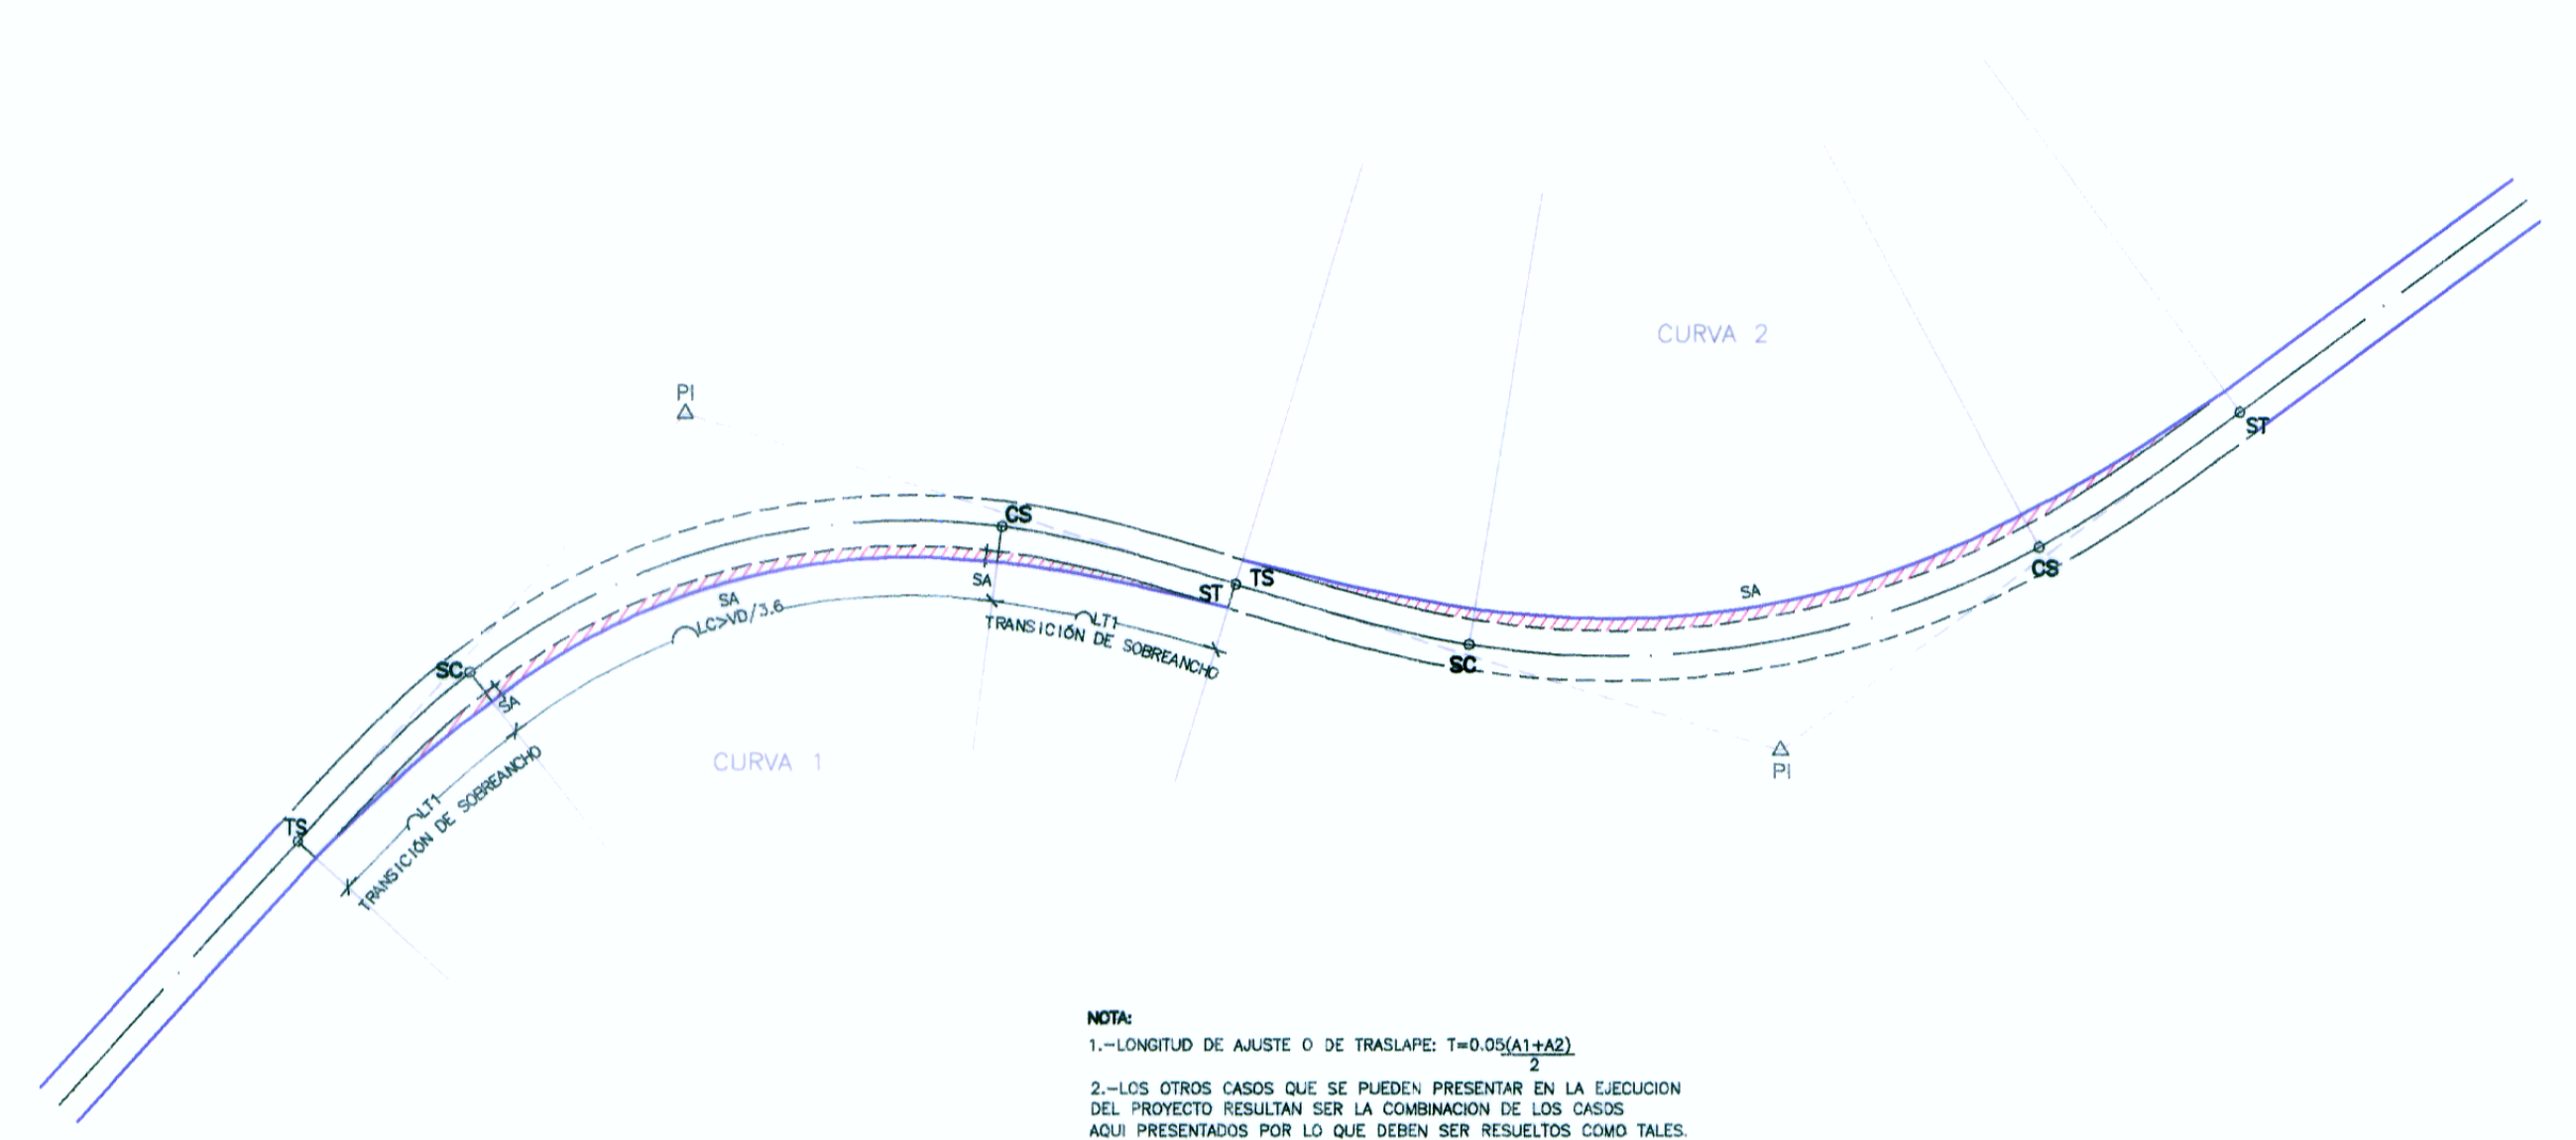 CURVA 2
PI
CS
SA
ST
TS
ST
SA
CS
SC
SA
LC>VD/3.6
LT1
TRANSICIÓN DE SOBREANCHO
SC
SA
CURVA 1
PI
LT1
TRANSICIÓN DE SOBREANCHO
TS
NOTA:
1.-LONGITUD DE AJUSTE O DE TRASLAPE: T=0.05(A1+A2)
2
2.-LOS OTROS CASOS QUE SE PUEDEN PRESENTAR EN LA EJECUCION
DEL PROYECTO RESULTAN SER LA COMBINACION DE LOS CASOS
AQUI PRESENTADOS POR LO QUE DEBEN SER RESUELTOS COMO TALES.